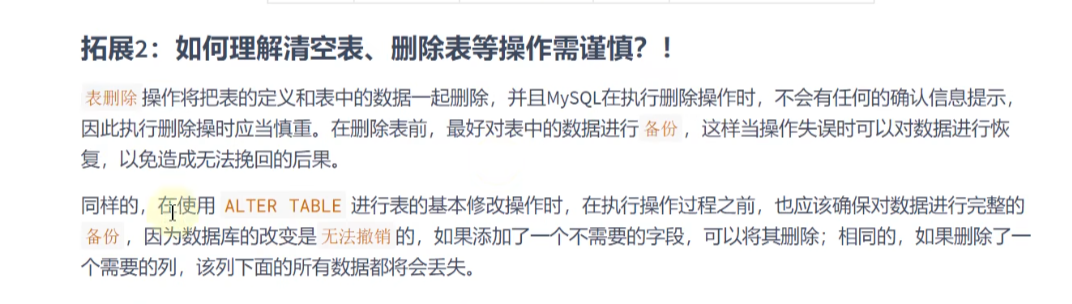 拓展2：如何理解清空表、删除表等操作需谨慎？！
表删除 操作将把表的定义和表中的数据一起删除，并且MySQL在执行删除操作时，不会有任何的确认信息提示，
因此执行删除操时应当慎重。在删除表前，最好对表中的数据进行 备份 ，这样当操作失误时可以对数据进行恢
复，以免造成无法挽回的后果。
同样的，在使用 ALTER TABLE 进行表的基本修改操作时，在执行操作过程之前，也应该确保对数据进行完整的
备份 ，因为数据库的改变是 无法撤销 的，如果添加了一个不需要的字段，可以将其删除；相同的，如果删除了一
个需要的列，该列下面的所有数据都将会丢失。